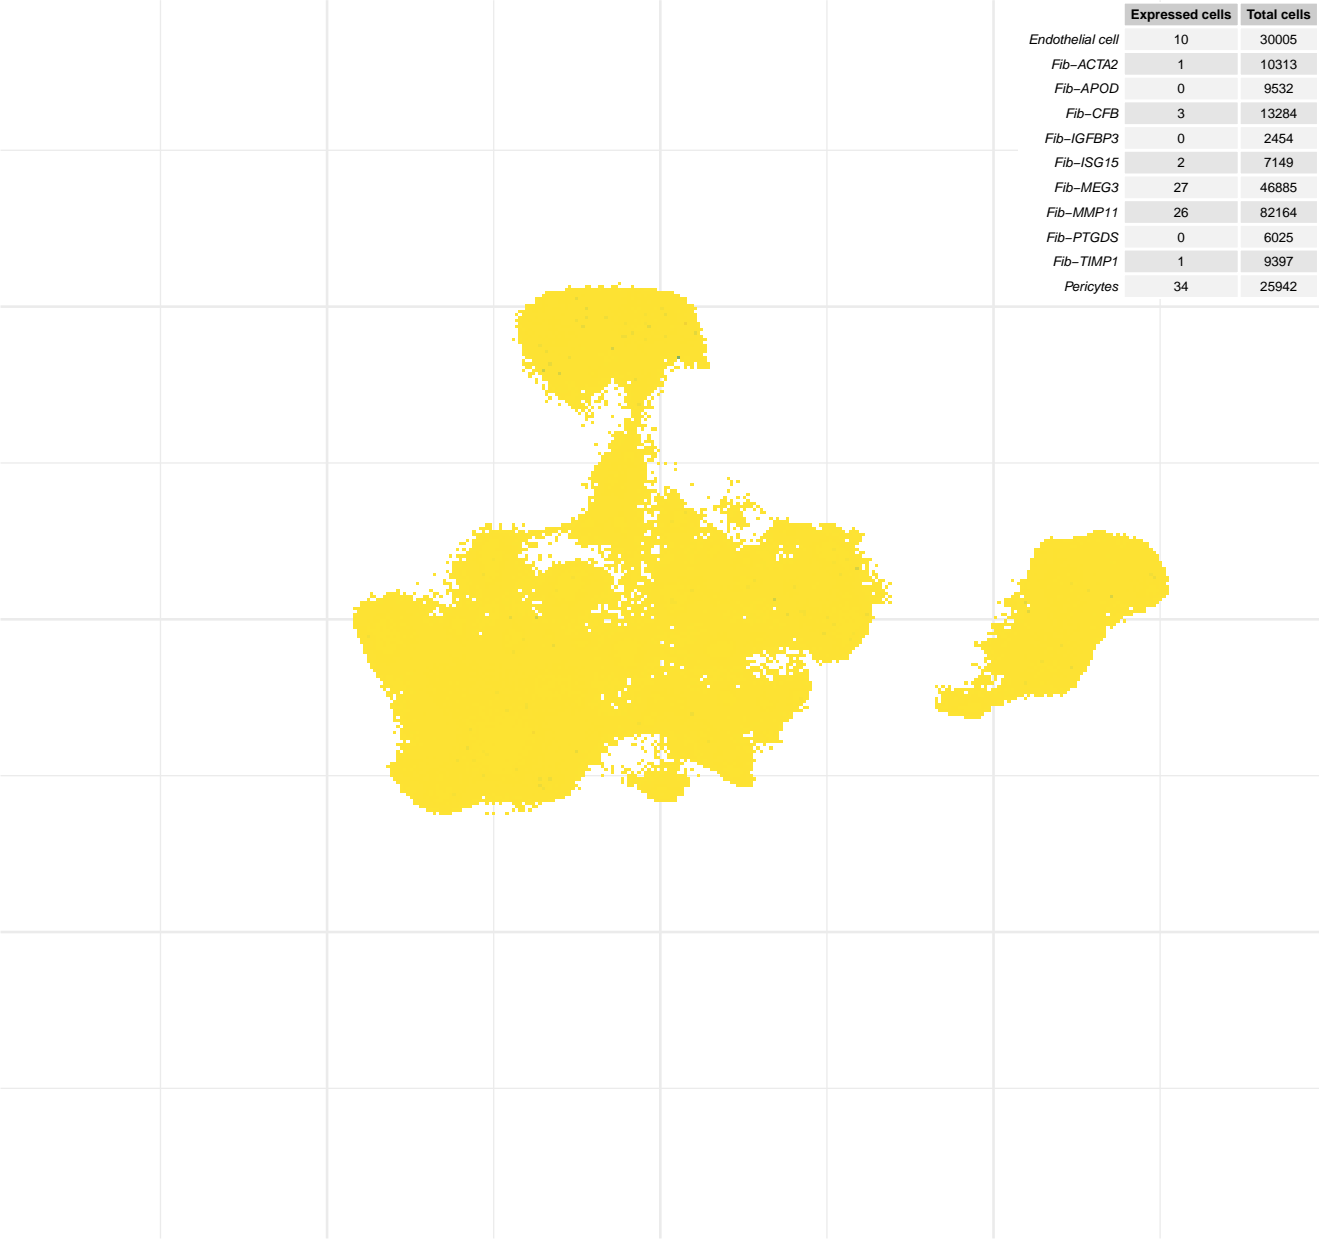 Expressed cells Total cells
Endothelial cell 10 30005
Fib−ACTA2 1 10313
Fib−APOD 0 9532
Fib−CFB 3 13284
Fib−IGFBP3 0 2454
Fib−ISG15 2 7149
Fib−MEG3 27 46885
Fib−MMP11 26 82164
Fib−PTGDS 0 6025
Fib−TIMP1 1 9397
Pericytes 34 25942